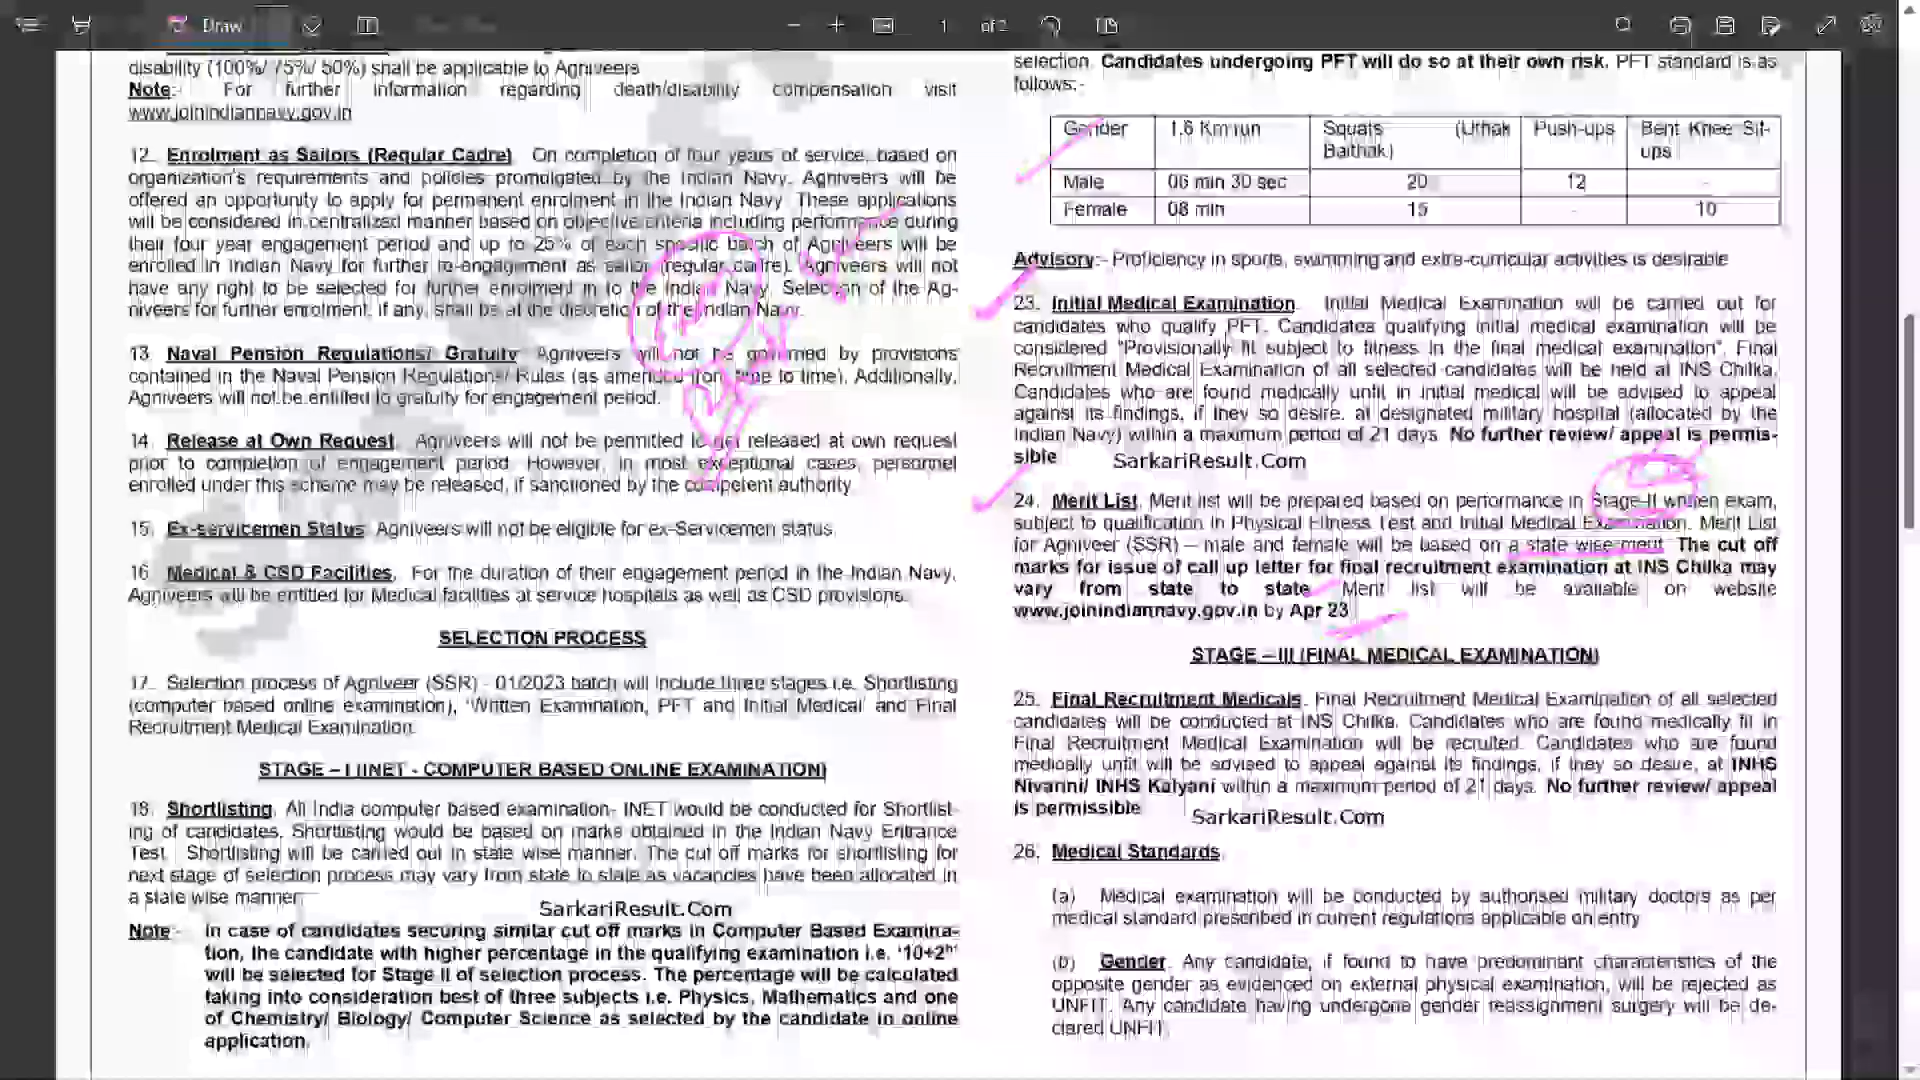 Draw
1 of 2
disability (100%/ 75%/ 50%) shall be applicable to Agniveers
Note:- For further information regarding death/disability compensation visit
www.joinindiannavy.gov.in
12. Enrolment as Sailors (Regular Cadre). On completion of four years of service, based on
organization's requirements and policies promulgated by the Indian Navy, Agniveers will be
offered an opportunity to apply for permanent enrolment in the Indian Navy. These applications
will be considered in centralized manner based on objective criteria including performance during
their four year engagement period and up to 25% of each specific batch of Agniveers will be
enrolled in Indian Navy for further re-engagement as sailor (regular cadre). Agniveers will not
have any right to be selected for further enrolment in to the Indian Navy. Selection of the Ag-
niveers for further enrolment, if any, shall be at the discretion of the Indian Navy.
13. Naval Pension Regulations/ Gratuity Agniveers will not be governed by provisions
contained in the Naval Pension Regulations/ Rules (as amended from time to time). Additionally,
Agniveers will not be entitled to gratuity for engagement period.
14. Release at Own Request. Agniveers will not be permitted to get released at own request
prior to completion of engagement period. However, in most exceptional cases, personnel
enrolled under this scheme may be released, if sanctioned by the competent authority.
15. Ex-servicemen Status. Agniveers will not be eligible for ex-Servicemen status.
16. Medical & CSD Facilities. For the duration of their engagement period in the Indian Navy,
Agniveers will be entitled for Medical facilities at service hospitals as well as CSD provisions.
SELECTION PROCESS
17. Selection process of Agniveer (SSR) - 01/2023 batch will include three stages i.e. Shortlisting
(computer based online examination), 'Written Examination, PFT and Initial Medical' and Final
Recruitment Medical Examination.
STAGE – I (INET - COMPUTER BASED ONLINE EXAMINATION)
18. Shortlisting. All India computer based examination- INET would be conducted for Shortlist-
ing of candidates. Shortlisting would be based on marks obtained in the Indian Navy Entrance
Test. Shortlisting will be carried out in state wise manner. The cut off marks for shortlisting for
next stage of selection process may vary from state to state as vacancies have been allocated in
a state wise manner.
SarkariResult.Com
Note:- In case of candidates securing similar cut off marks in Computer Based Examina-
tion, the candidate with higher percentage in the qualifying examination i.e. '10+2ht
will be selected for Stage II of selection process. The percentage will be calculated
taking into consideration best of three subjects i.e. Physics, Mathematics and one
of Chemistry/ Biology/ Computer Science as selected by the candidate in online
application.
selection. Candidates undergoing PFT will do so at their own risk. PFT standard is as
follows:-
Gender 1.6 Km run Squats (Uthak Baithak) Push-ups Bent Knee Sit-ups
Male 06 min 30 sec 20 12 -
Female 08 min 15 - 10
Advisory:- Proficiency in sports, swimming and extra-curricular activities is desirable
23. Initial Medical Examination. Initial Medical Examination will be carried out for
candidates who qualify PFT. Candidates qualifying initial medical examination will be
considered "Provisionally fit subject to fitness in the final medical examination". Final
Recruitment Medical Examination of all selected candidates will be held at INS Chilka.
Candidates who are found medically unfit in initial medical will be advised to appeal
against its findings, if they so desire, at designated military hospital (allocated by the
Indian Navy) within a maximum period of 21 days. No further review/ appeal is permis-
sible
SarkariResult.Com
24. Merit List. Merit list will be prepared based on performance in Stage-II written exam,
subject to qualification in Physical Fitness Test and Initial Medical Examination. Merit List
for Agniveer (SSR) – male and female will be based on a state wise merit. The cut off
marks for issue of call up letter for final recruitment examination at INS Chilka may
vary from state to state. Merit list will be available on website
www.joinindiannavy.gov.in by Apr 23
STAGE – III (FINAL MEDICAL EXAMINATION)
25. Final Recruitment Medicals. Final Recruitment Medical Examination of all selected
candidates will be conducted at INS Chilka. Candidates who are found medically fit in
Final Recruitment Medical Examination will be recruited. Candidates who are found
medically unfit will be advised to appeal against its findings, if they so desire, at INHS
Nivarini/ INHS Kalyani within a maximum period of 21 days. No further review/ appeal
is permissible
SarkariResult.Com
26. Medical Standards.
(a) Medical examination will be conducted by authorised military doctors as per
medical standard prescribed in current regulations applicable on entry
(b) Gender. Any candidate, if found to have predominant characteristics of the
opposite gender as evidenced on external physical examination, will be rejected as
UNFIT. Any candidate having undergone gender reassignment surgery will be de-
clared UNFIT.